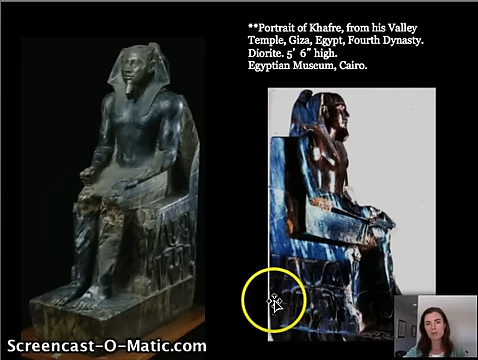 **Portrait of Khafre, from his Valley
Temple, Giza, Egypt, Fourth Dynasty.
Diorite. 5' 6" high.
Egyptian Museum, Cairo.
Screencast-O-Matic.com